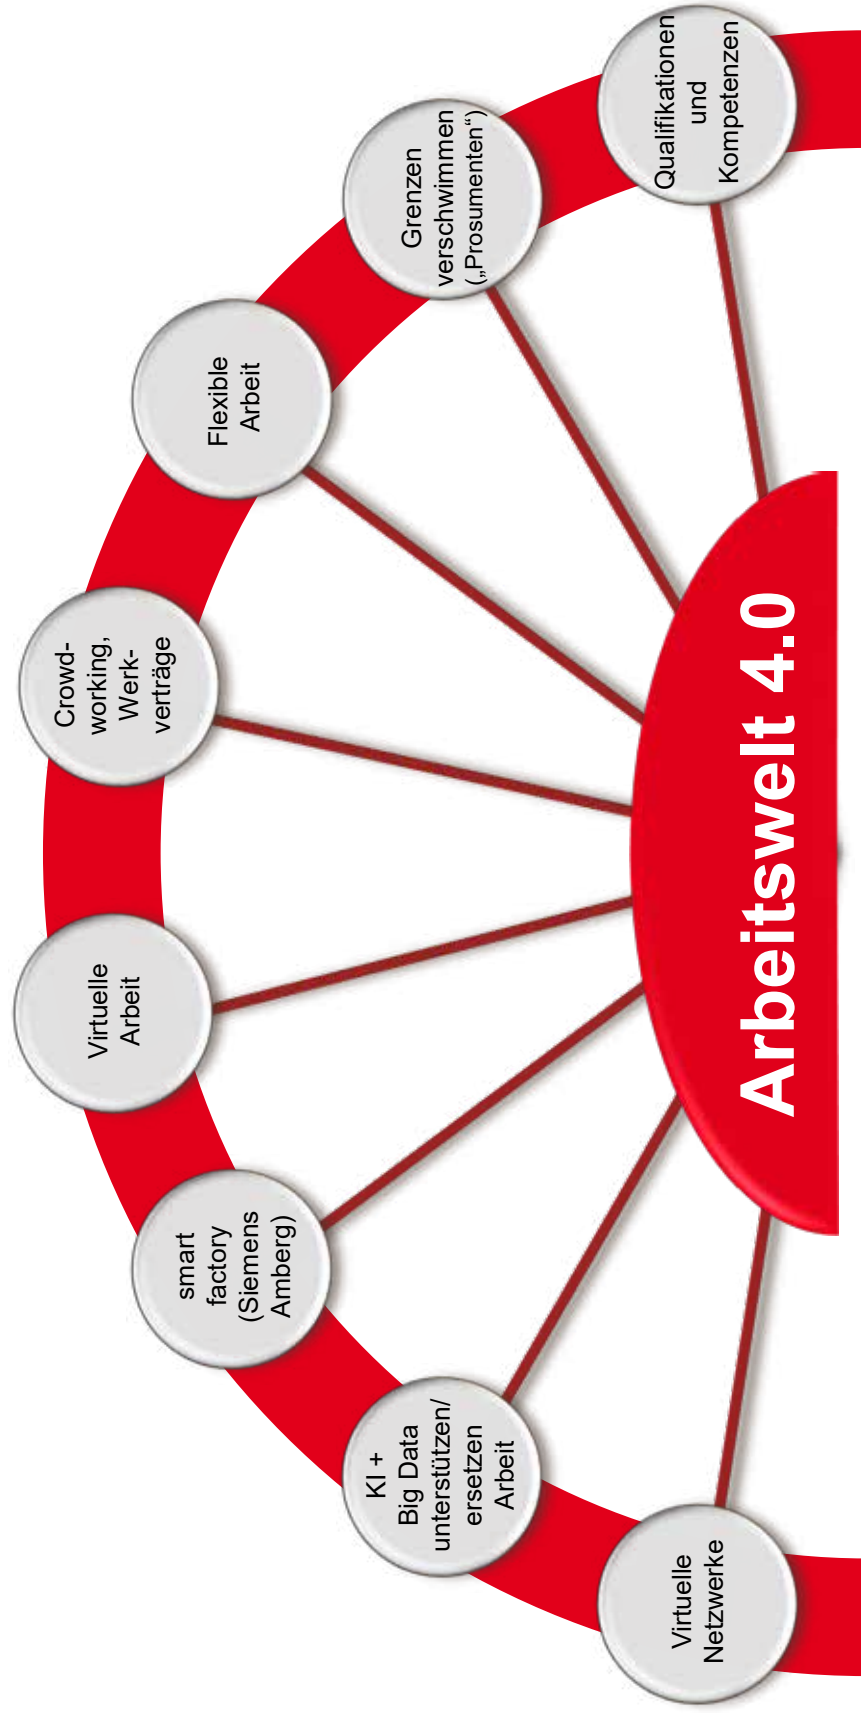 Virtuelle
Netzwerke
KI +
Big Data
unterstützen/
ersetzen
Arbeit
smart
factory
(Siemens
Amberg)
Virtuelle
Arbeit
Crowd-
working,
Werk-
verträge
Flexible
Arbeit
Grenzen
verschwimmen
(„Prosumenten“)
Qualifikationen
und
Kompetenzen
Arbeitswelt 4.0